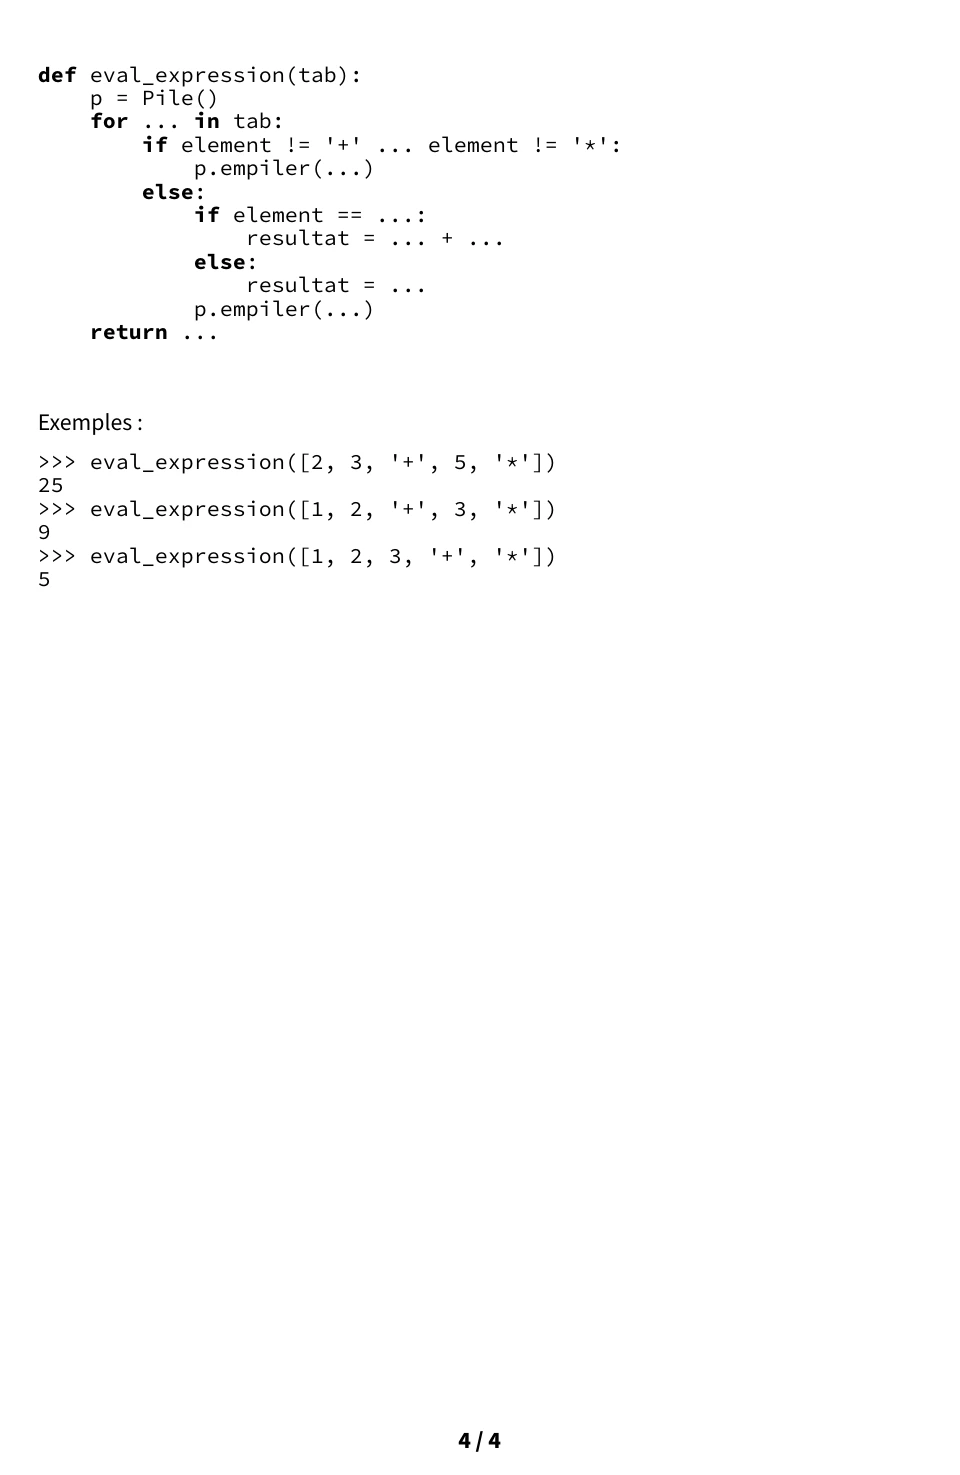 def eval_expression(tab):
    p = Pile()
    for ... in tab:
        if element != '+' ... element != '*':
            p.empiler(...)
        else:
            if element == ...:
                resultat = ... + ...
            else:
                resultat = ...
            p.empiler(...)
    return ...
Exemples :
>>> eval_expression([2, 3, '+', 5, '*'])
25
>>> eval_expression([1, 2, '+', 3, '*'])
9
>>> eval_expression([1, 2, 3, '+', '*'])
5
4 / 4